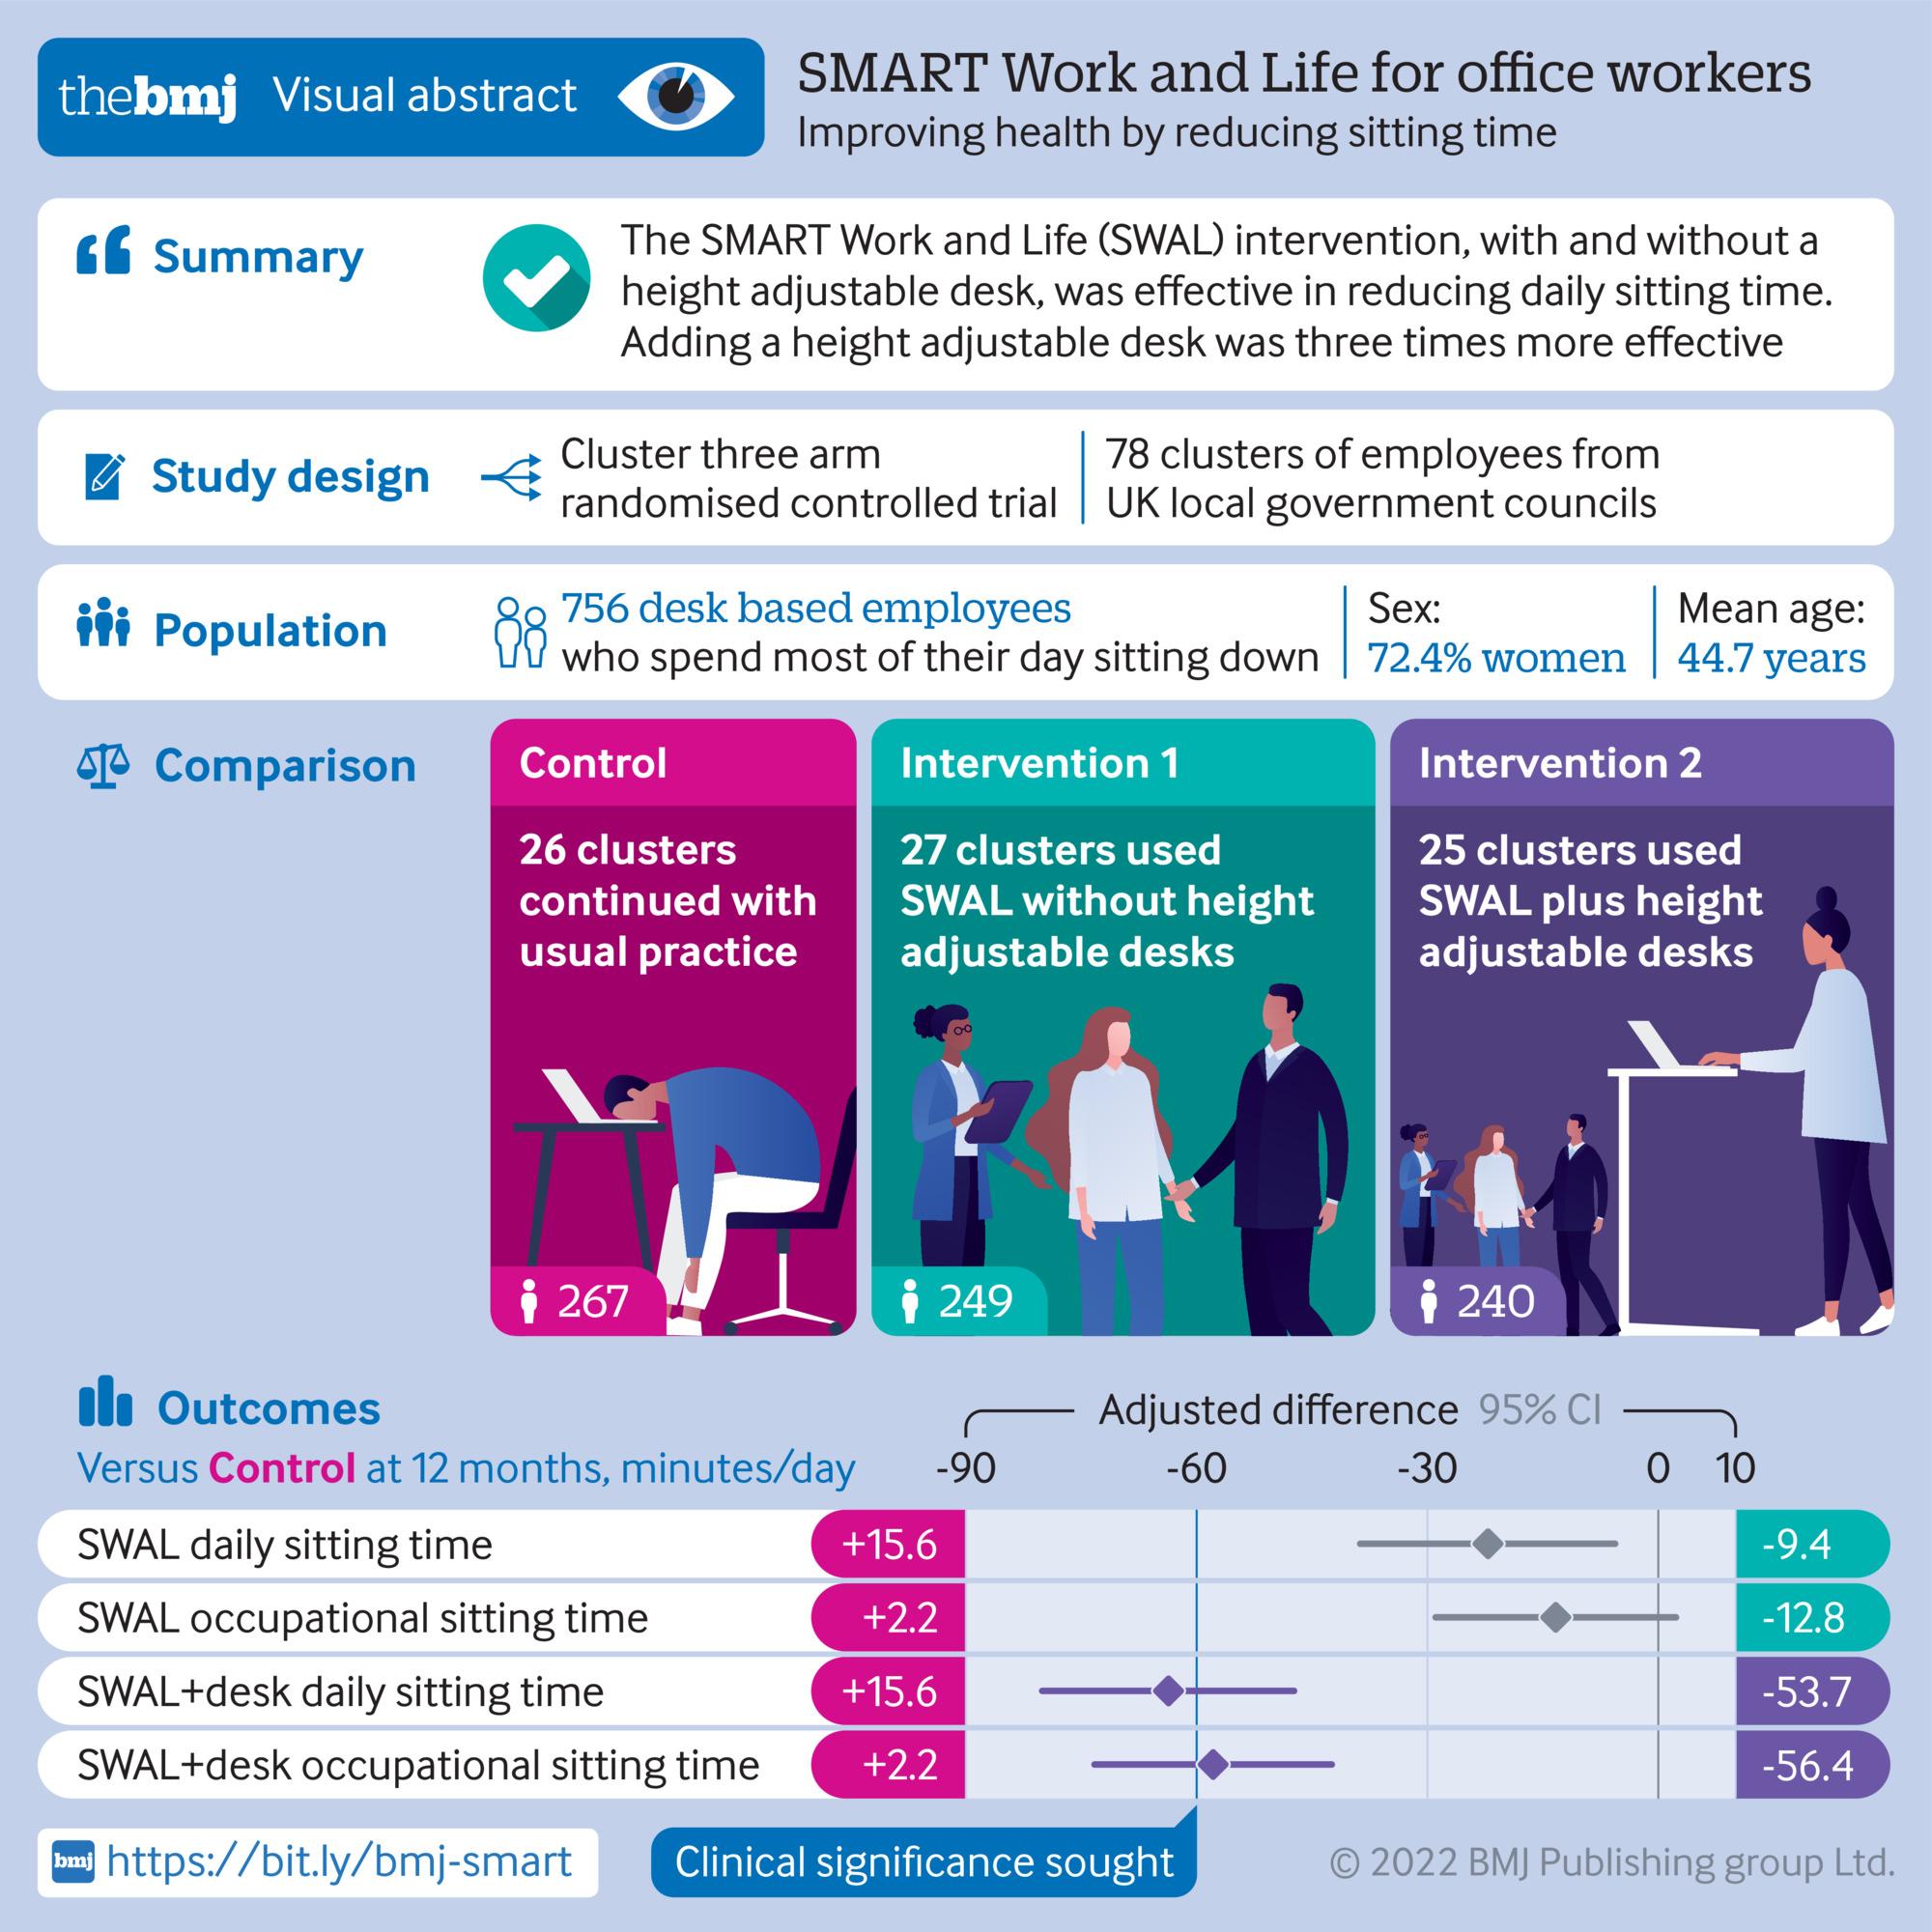 thebmj Visual abstract
SMART Work and Life for office workers
Improving health by reducing sitting time
Summary
The SMART Work and Life (SWAL) intervention, with and without a
height adjustable desk, was effective in reducing daily sitting time.
Adding a height adjustable desk was three times more effective
Study design
Cluster three arm
randomised controlled trial
78 clusters of employees from
UK local government councils
Population
756 desk based employees
who spend most of their day sitting down
Sex:
72.4% women
Mean age:
44.7 years
Comparison
Control
26 clusters
continued with
usual practice
267
Intervention 1
27 clusters used
SWAL without height
adjustable desks
249
Intervention 2
25 clusters used
SWAL plus height
adjustable desks
240
Outcomes
Versus Control at 12 months, minutes/day
Adjusted difference 95% CI
-90 -60 -30 0 10
SWAL daily sitting time +15.6 -9.4
SWAL occupational sitting time +2.2 -12.8
SWAL+desk daily sitting time +15.6 -53.7
SWAL+desk occupational sitting time +2.2 -56.4
bmj https://bit.ly/bmj-smart
Clinical significance sought
© 2022 BMJ Publishing group Ltd.